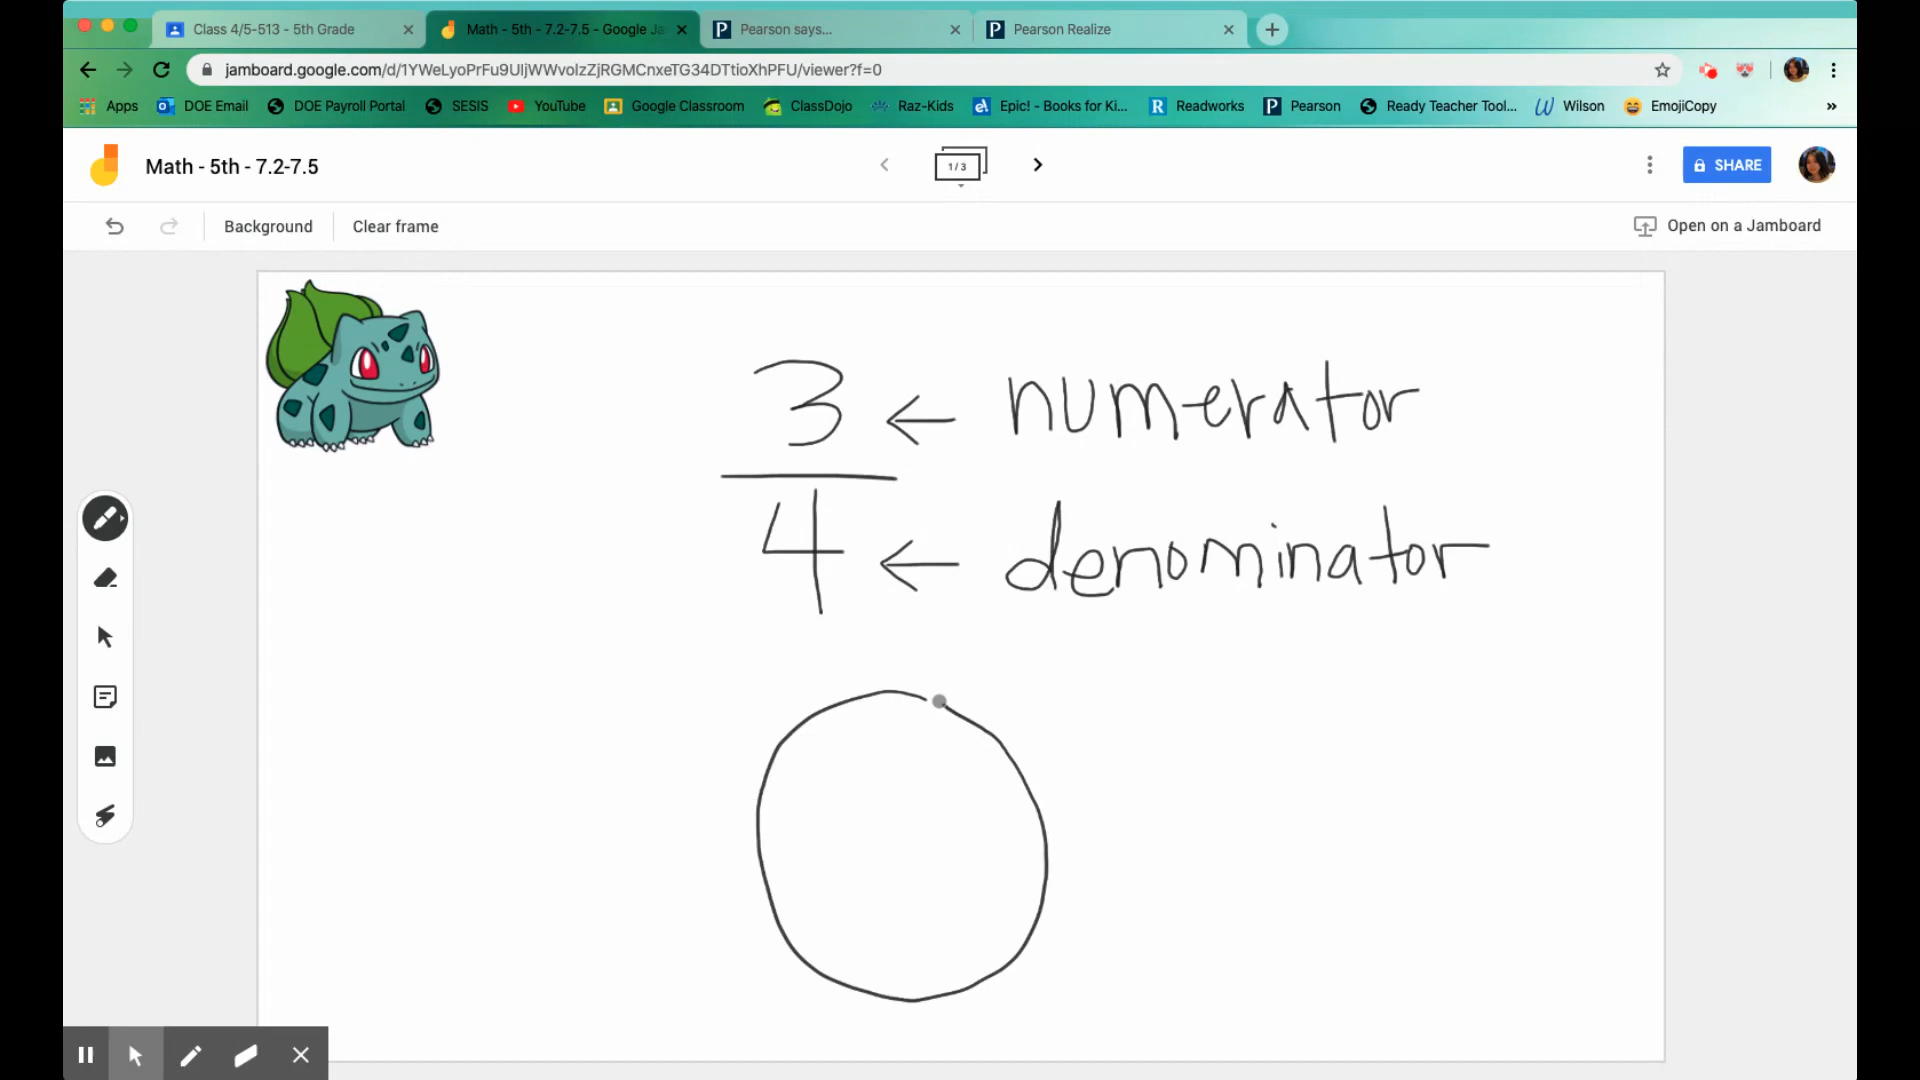 Class 4/5-513 - 5th Grade
Math - 5th - 7.2-7.5 - Google Ja
Pearson says...
Pearson Realize
jamboard.google.com/d/1YWeLyoPrFu9UljWWvolzZjRGMCnxeTG34DTtioXhPFU/viewer?f=0
Apps DOE Email DOE Payroll Portal SESIS YouTube Google Classroom ClassDojo Raz-Kids Epic! - Books for Ki... Readworks Pearson Ready Teacher Tool... Wilson EmojiCopy »
Math - 5th - 7.2-7.5
1/3
SHARE
Background
Clear frame
Open on a Jamboard
3 ← numerator
4 ← denominator